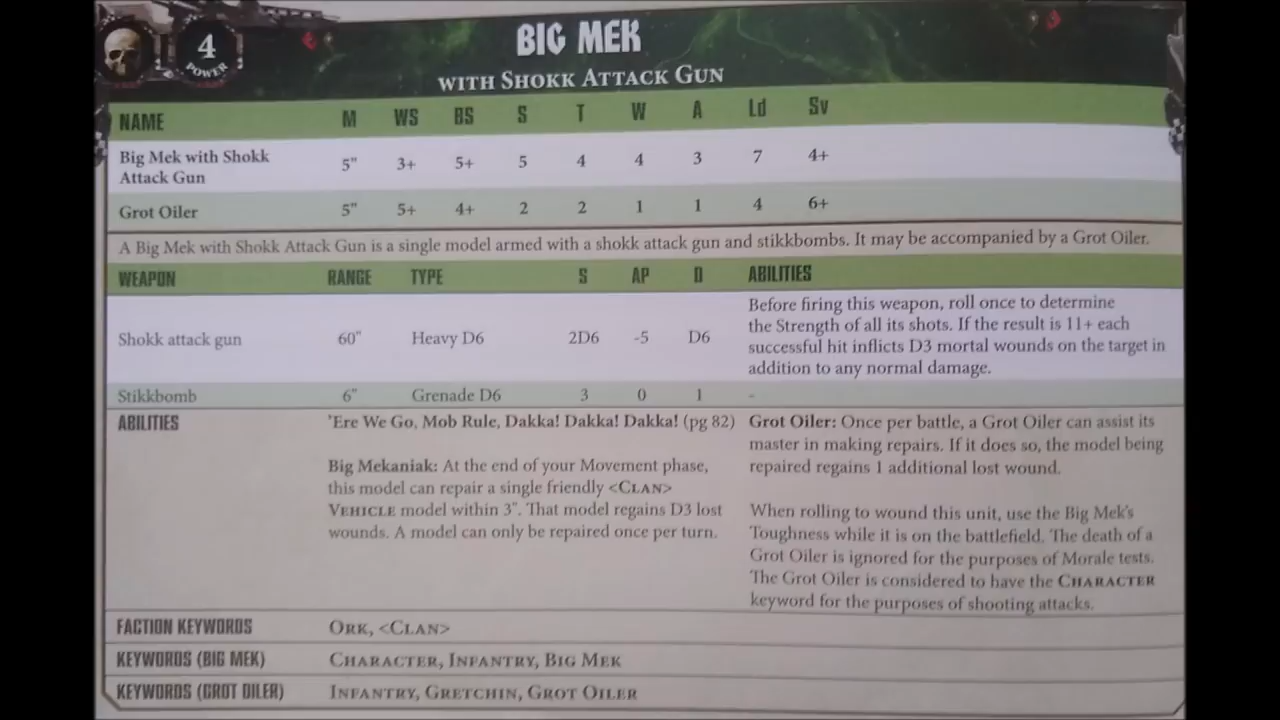 4
POWER
BIG MEK
WITH SHOKK ATTACK GUN
NAME M WS BS S T W A Ld Sv
Big Mek with Shokk
Attack Gun 5" 3+ 5+ 5 4 4 3 7 4+
Grot Oiler 5" 5+ 4+ 2 2 1 1 4 6+
A Big Mek with Shokk Attack Gun is a single model armed with a shokk attack gun and stikkbombs. It may be accompanied by a Grot Oiler.
WEAPON RANGE TYPE S AP D ABILITIES
Shokk attack gun 60" Heavy D6 2D6 -5 D6
Before firing this weapon, roll once to determine
the Strength of all its shots. If the result is 11+ each
successful hit inflicts D3 mortal wounds on the target in
addition to any normal damage.
Stikkbomb 6" Grenade D6 3 0 1 -
ABILITIES
'Ere We Go, Mob Rule, Dakka! Dakka! Dakka! (pg 82)
Big Mekaniak: At the end of your Movement phase,
this model can repair a single friendly <CLAN>
VEHICLE model within 3". That model regains D3 lost
wounds. A model can only be repaired once per turn.
Grot Oiler: Once per battle, a Grot Oiler can assist its
master in making repairs. If it does so, the model being
repaired regains 1 additional lost wound.
When rolling to wound this unit, use the Big Mek's
Toughness while it is on the battlefield. The death of a
Grot Oiler is ignored for the purposes of Morale tests.
The Grot Oiler is considered to have the CHARACTER
keyword for the purposes of shooting attacks.
FACTION KEYWORDS ORK, <CLAN>
KEYWORDS (BIG MEK) CHARACTER, INFANTRY, BIG MEK
KEYWORDS (GROT OILER) INFANTRY, GRETCHIN, GROT OILER